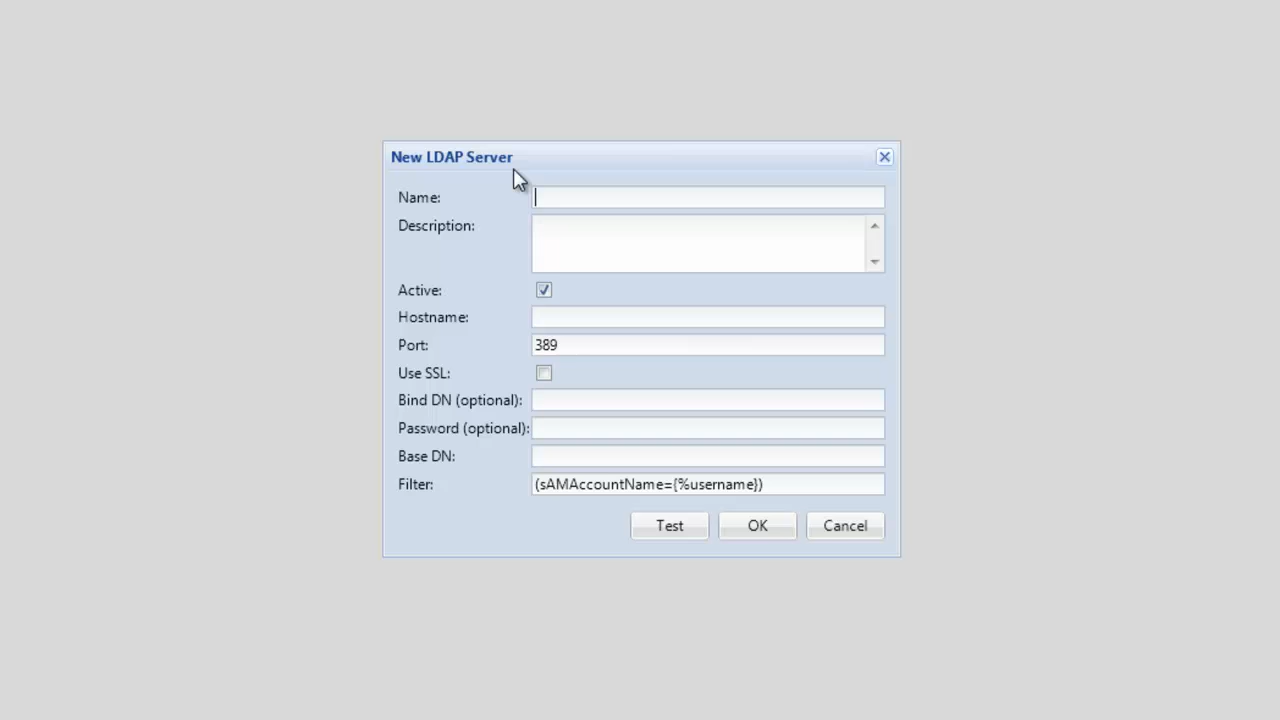 New LDAP Server
Name:
Description:
Active:
Hostname:
Port: 389
Use SSL:
Bind DN (optional):
Password (optional):
Base DN:
Filter: (sAMAccountName={%username})
Test OK Cancel